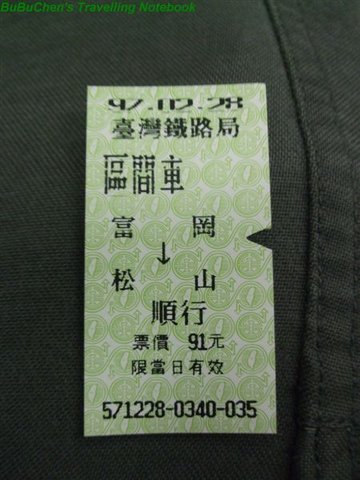 BuBuChen's Travelling Notebook
97.02.28
臺灣鐵路局
區間車
富岡
↓
松山
順行
票價 91元
限當日有效
571228-0340-035